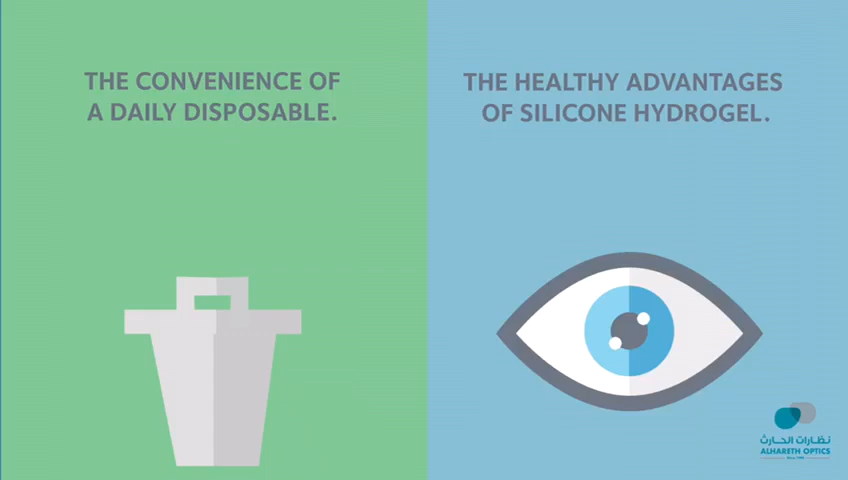 THE CONVENIENCE OF
A DAILY DISPOSABLE.
THE HEALTHY ADVANTAGES
OF SILICONE HYDROGEL.
نظارات الحارث
ALHARETH OPTICS